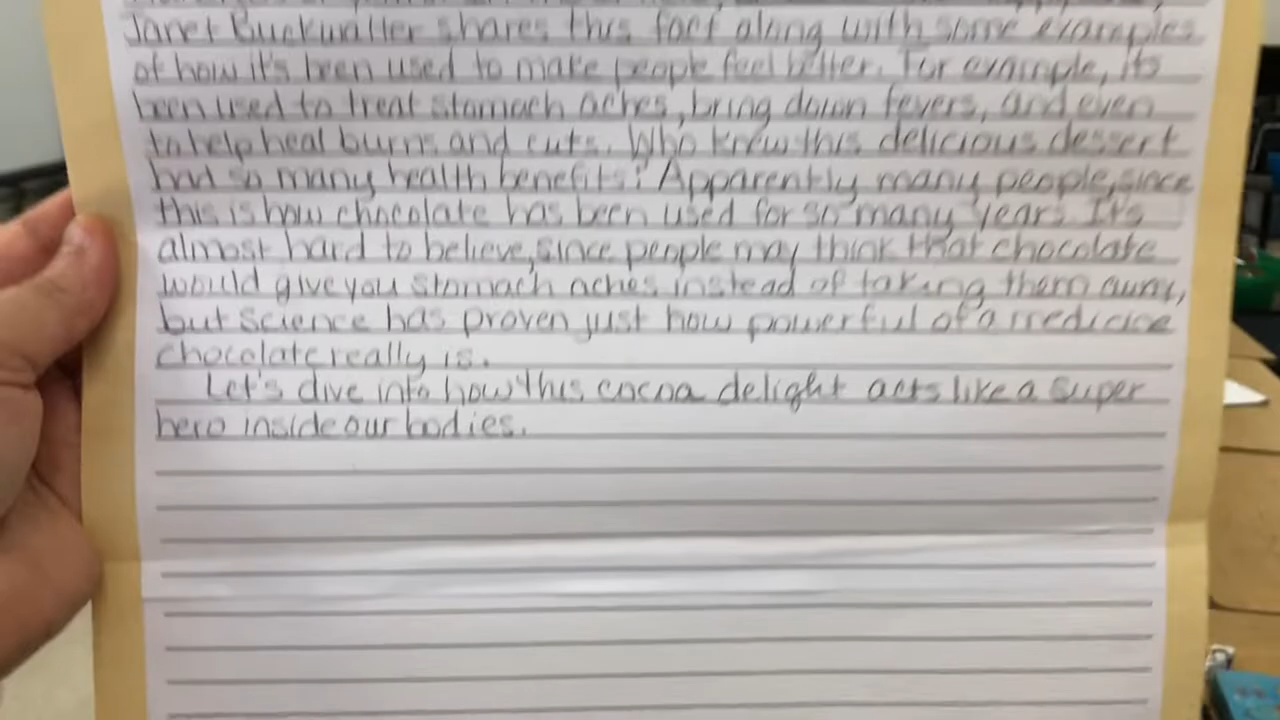 Janet Buckwalter shares this fact along with some examples
of how it's been used to make people feel better. For example, its
been used to treat stomach aches, bring down fevers, and even
to help heal burns and cuts. Who knew this delicious dessert
had so many health benefits? Apparently many people, since
this is how chocolate has been used for so many years. It's
almost hard to believe, since people may think that chocolate
would give you stomach aches instead of taking them away,
but science has proven just how powerful of a medicine
chocolate really is.
Let's dive into how this cocoa delight acts like a super
hero inside our bodies.